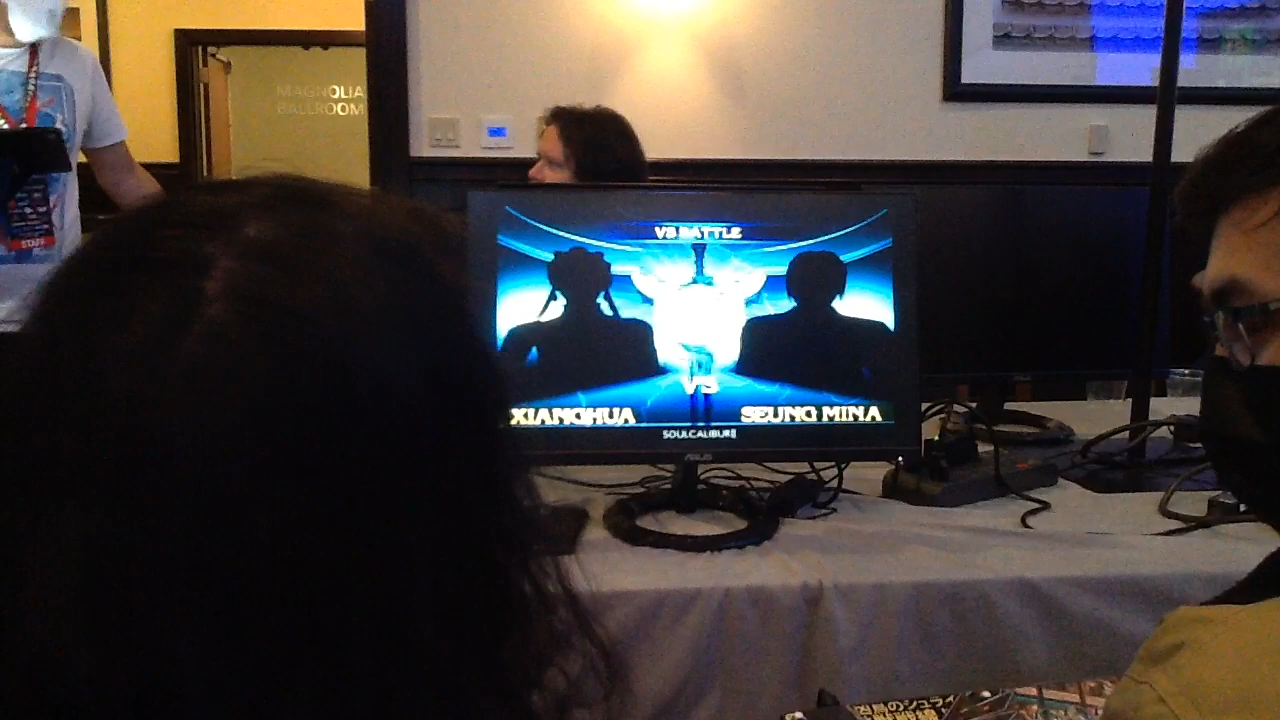 MAGNOLIA
BALLROOM
STAFF
VS BATTLE
VS
XIANGHUA
SEUNG MINA
SOULCALIBUR II
ASUS